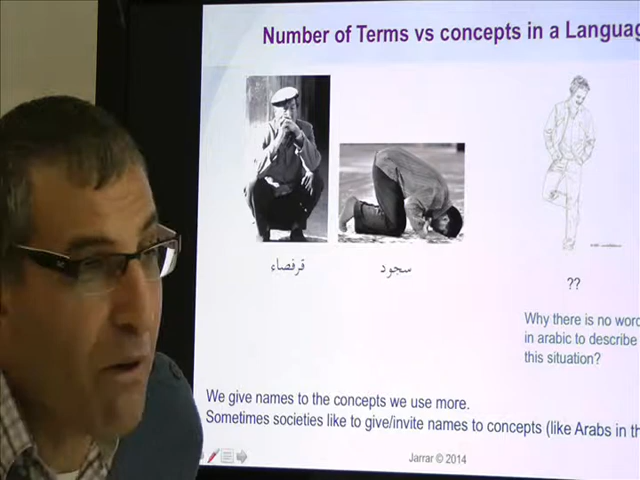 Number of Terms vs concepts in a Languag
قرفصاء
سجود
??
Why there is no word
in arabic to describe
this situation?
We give names to the concepts we use more.
Sometimes societies like to give/invite names to concepts (like Arabs in th
Jarrar © 2014